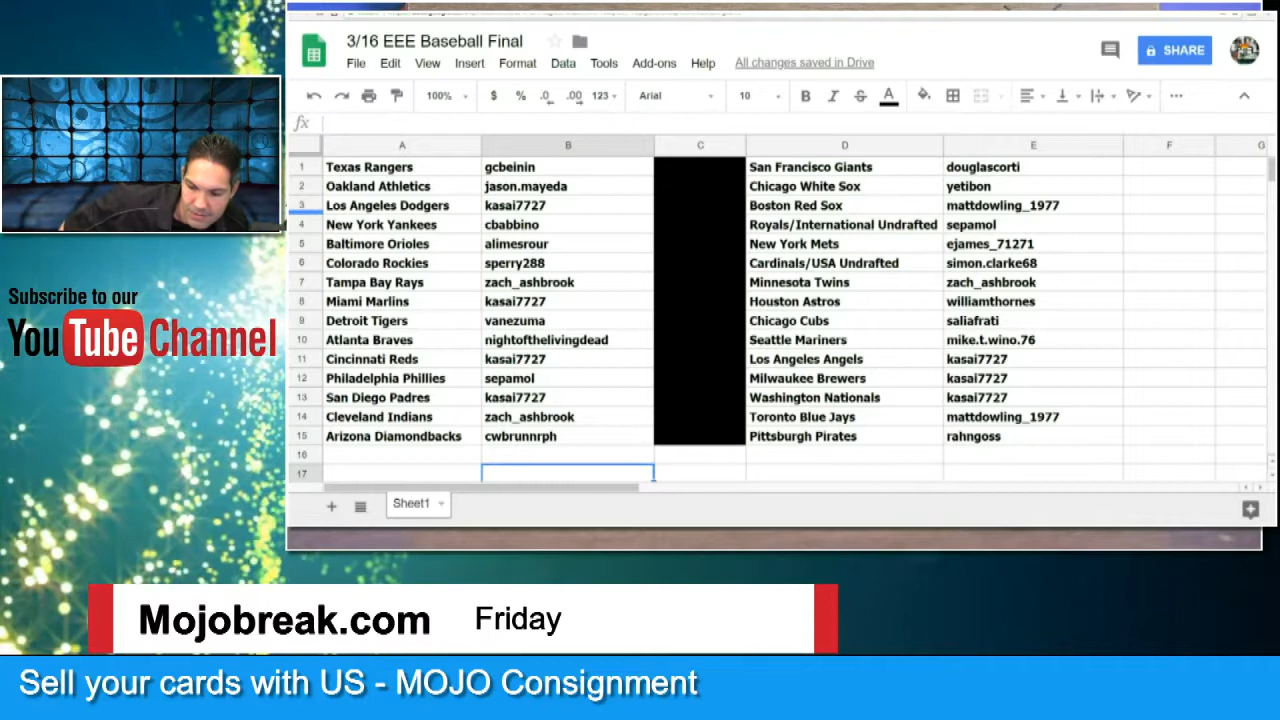 3/16 EEE Baseball Final
File Edit View Insert Format Data Tools Add-ons Help All changes saved in Drive
SHARE
100% $ % .0 .00 123 Arial 10 B I S A ...
fx
A B C D E F G
1 Texas Rangers gcbeinin San Francisco Giants douglascorti
2 Oakland Athletics jason.mayeda Chicago White Sox yetibon
3 Los Angeles Dodgers kasai7727 Boston Red Sox mattdowling_1977
4 New York Yankees cbabbino Royals/International Undrafted sepamol
5 Baltimore Orioles alimesrour New York Mets ejames_71271
6 Colorado Rockies sperry288 Cardinals/USA Undrafted simon.clarke68
7 Tampa Bay Rays zach_ashbrook Minnesota Twins zach_ashbrook
8 Miami Marlins kasai7727 Houston Astros williamthornes
9 Detroit Tigers vanezuma Chicago Cubs saliafrati
10 Atlanta Braves nightofthelivingdead Seattle Mariners mike.t.wino.76
11 Cincinnati Reds kasai7727 Los Angeles Angels kasai7727
12 Philadelphia Phillies sepamol Milwaukee Brewers kasai7727
13 San Diego Padres kasai7727 Washington Nationals kasai7727
14 Cleveland Indians zach_ashbrook Toronto Blue Jays mattdowling_1977
15 Arizona Diamondbacks cwbrunnrph Pittsburgh Pirates rahngoss
16
17
Sheet1
Subscribe to our
YouTube Channel
Mojobreak.com Friday
Sell your cards with US - MOJO Consignment